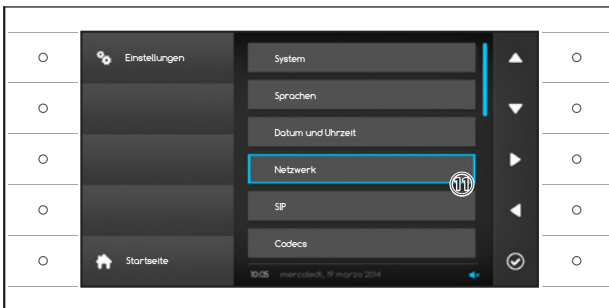 Einstellungen
Startseite
System
Sprachen
Datum und Uhrzeit
Netzwerk
11
SIP
Codecs
10:05 mercoledì, 19 marzo 2014